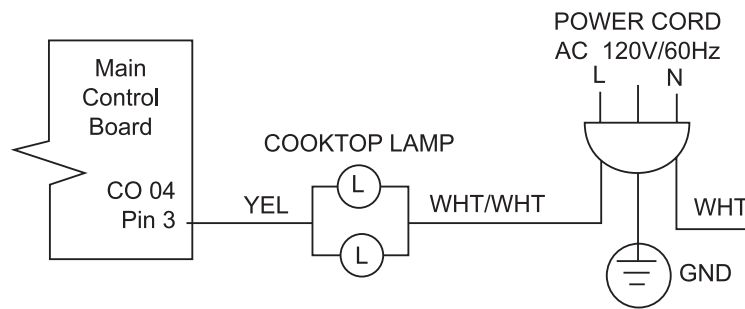 POWER CORD
AC 120V/60Hz
L
N
Main
Control
Board
COOKTOP LAMP
L
CO 04
Pin 3
YEL
WHT/WHT
WHT
L
GND